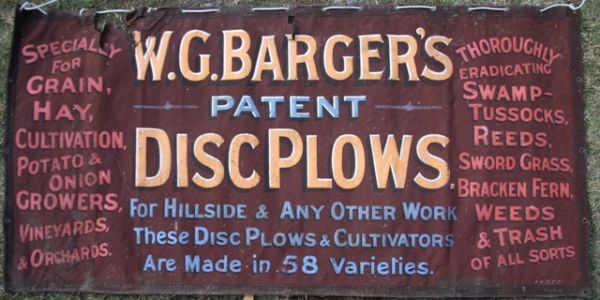 SPECIALLY
FOR
GRAIN,
HAY,
CULTIVATION,
POTATO &
ONION
GROWERS,
VINEYARDS,
& ORCHARDS.
W.G. BARGER'S
PATENT
DISC PLOWS.
FOR HILLSIDE & ANY OTHER WORK
THESE DISC PLOWS & CULTIVATORS
ARE MADE IN 58 VARIETIES.
THOROUGHLY
ERADICATING
SWAMP-
TUSSOCKS,
REEDS,
SWORD GRASS,
BRACKEN FERN,
WEEDS
& TRASH
OF ALL SORTS